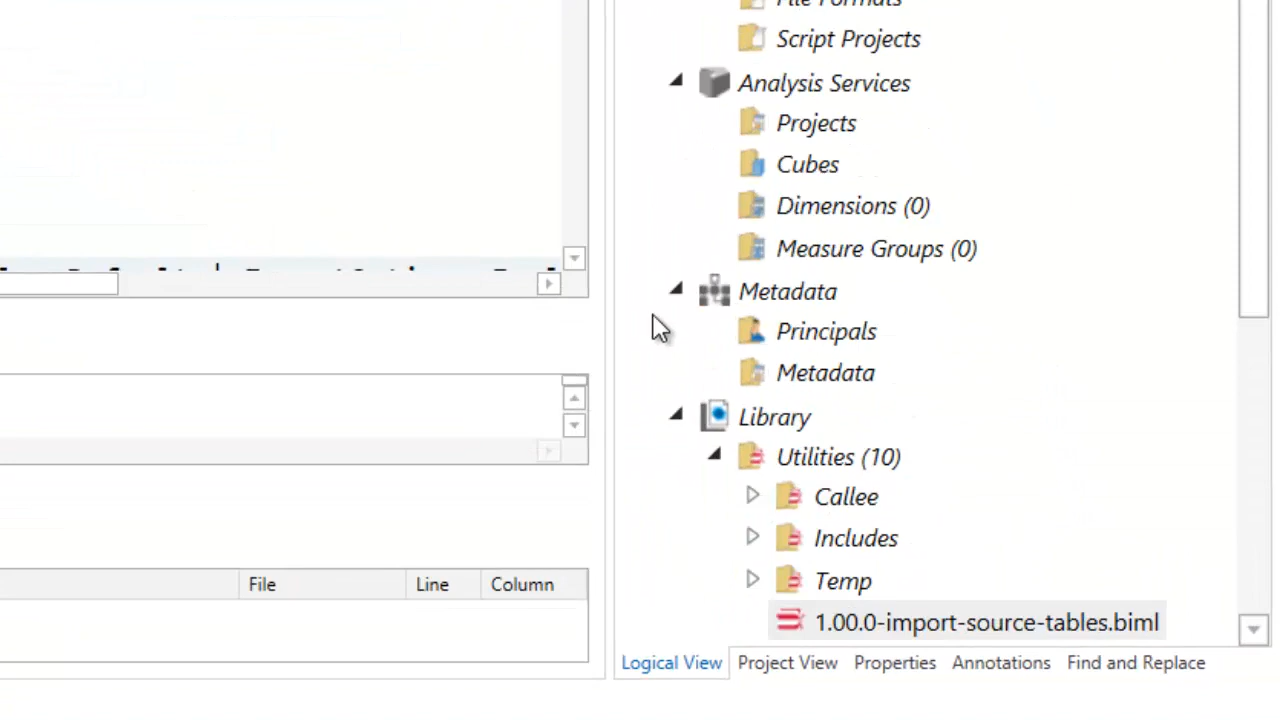 File Formats
Script Projects
Analysis Services
Projects
Cubes
Dimensions (0)
Measure Groups (0)
Metadata
Principals
Metadata
Library
Utilities (10)
Callee
Includes
Temp
1.00.0-import-source-tables.biml
File Line Column
Logical View Project View Properties Annotations Find and Replace